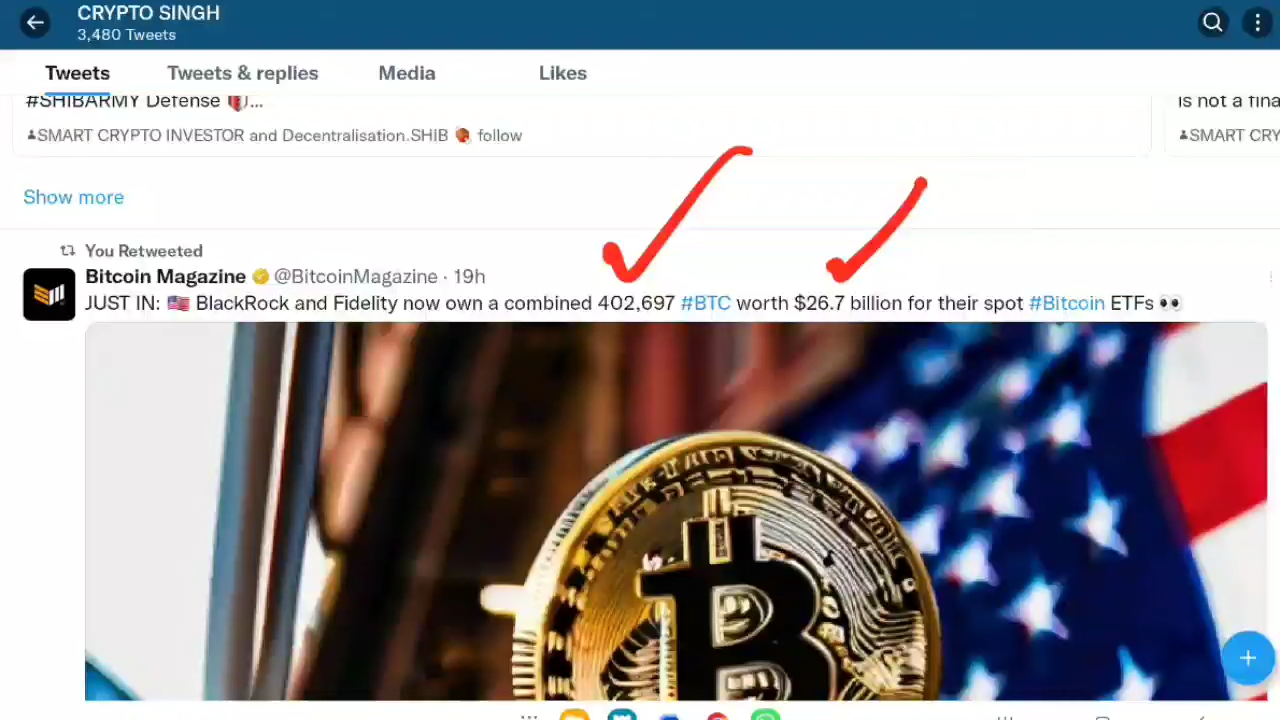 CRYPTO SINGH
3,480 Tweets
Tweets Tweets & replies Media Likes
#SHIBARMY Defense ... is not a fina
SMART CRYPTO INVESTOR and Decentralisation.SHIB follow SMART CRY
Show more
You Retweeted
Bitcoin Magazine @BitcoinMagazine · 19h
JUST IN: 🇺🇸 BlackRock and Fidelity now own a combined 402,697 #BTC worth $26.7 billion for their spot #Bitcoin ETFs 👀